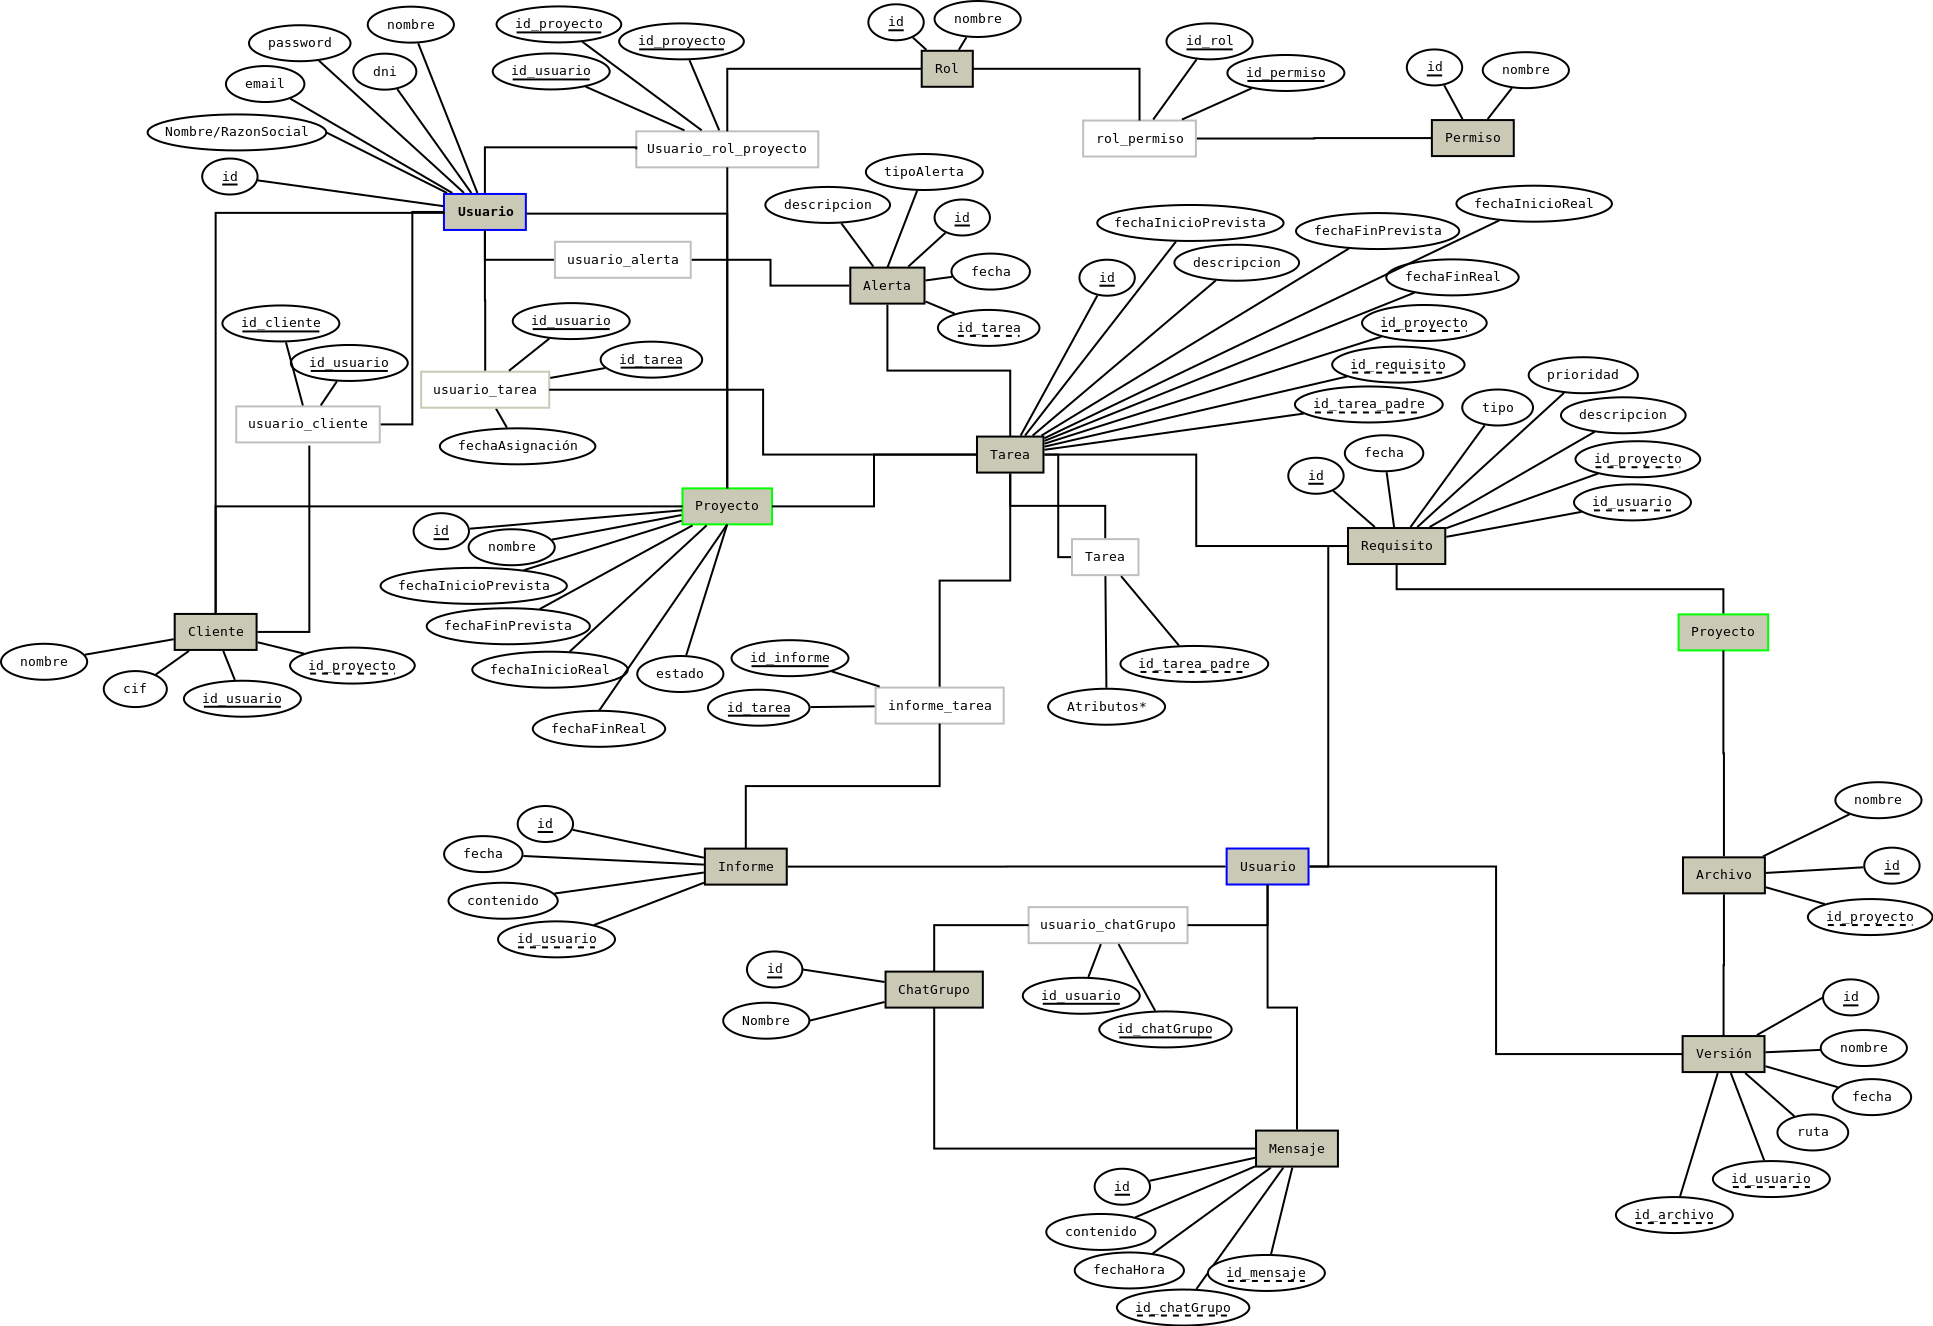 nombre
id_proyecto
id
nombre
password
id_proyecto
id_rol
dni
id_usuario
Rol
id_permiso
id
nombre
email
Nombre/RazonSocial
Usuario_rol_proyecto
rol_permiso
Permiso
id
tipoAlerta
descripcion
id
fechaInicioReal
Usuario
fechaInicioPrevista
fechaFinPrevista
usuario_alerta
fecha
descripcion
Alerta
id
fechaFinReal
id_cliente
id_usuario
id_tarea
id_proyecto
id_usuario
id_tarea
id_requisito
prioridad
usuario_tarea
id_tarea_padre
tipo
descripcion
usuario_cliente
fechaAsignación
Tarea
fecha
id_proyecto
id
id_usuario
Proyecto
id
nombre
Tarea
Requisito
fechaInicioPrevista
fechaFinPrevista
Cliente
Proyecto
nombre
id_proyecto
fechaInicioReal
estado
id_informe
id_tarea_padre
cif
id_usuario
id_tarea
informe_tarea
Atributos*
fechaFinReal
nombre
id
fecha
Informe
Usuario
Archivo
id
contenido
id_proyecto
id_usuario
usuario_chatGrupo
id
ChatGrupo
id_usuario
id
Nombre
id_chatGrupo
Versión
nombre
fecha
ruta
Mensaje
id_usuario
id
id_archivo
contenido
fechaHora
id_mensaje
id_chatGrupo